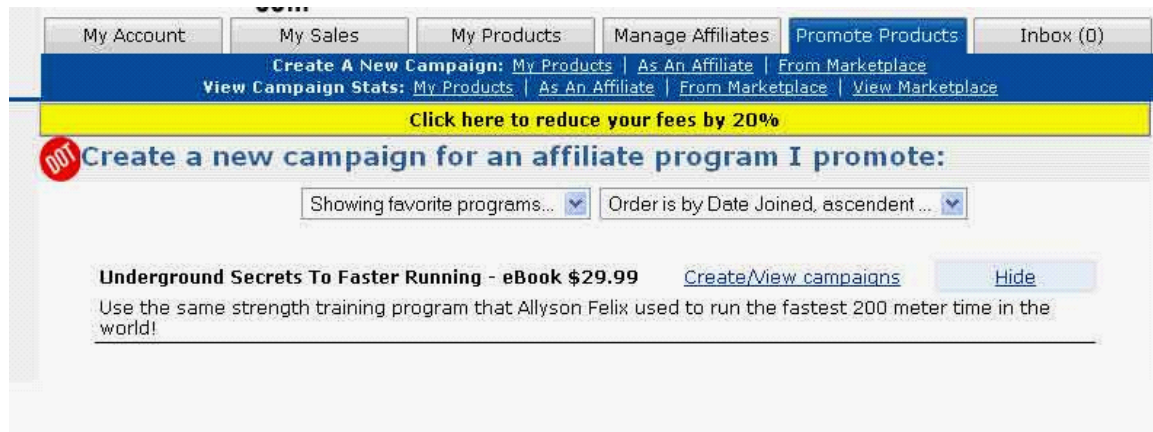 My Account My Sales My Products Manage Affiliates Promote Products Inbox (0)
Create A New Campaign: My Products | As An Affiliate | From Marketplace
View Campaign Stats: My Products | As An Affiliate | From Marketplace | View Marketplace
Click here to reduce your fees by 20%
DOT Create a new campaign for an affiliate program I promote:
Showing favorite programs... Order is by Date Joined, ascendent ...
Underground Secrets To Faster Running - eBook $29.99 Create/View campaigns Hide
Use the same strength training program that Allyson Felix used to run the fastest 200 meter time in the
world!